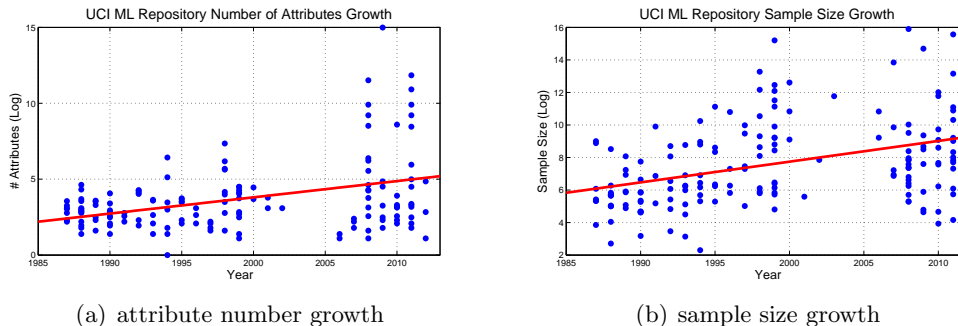 UCI ML Repository Number of Attributes Growth
15
10
5
0
# Attributes (Log)
1985 1990 1995 2000 2005 2010
Year
(a) attribute number growth
UCI ML Repository Sample Size Growth
16
14
12
10
8
6
4
2
Sample Size (Log)
1985 1990 1995 2000 2005 2010
Year
(b) sample size growth